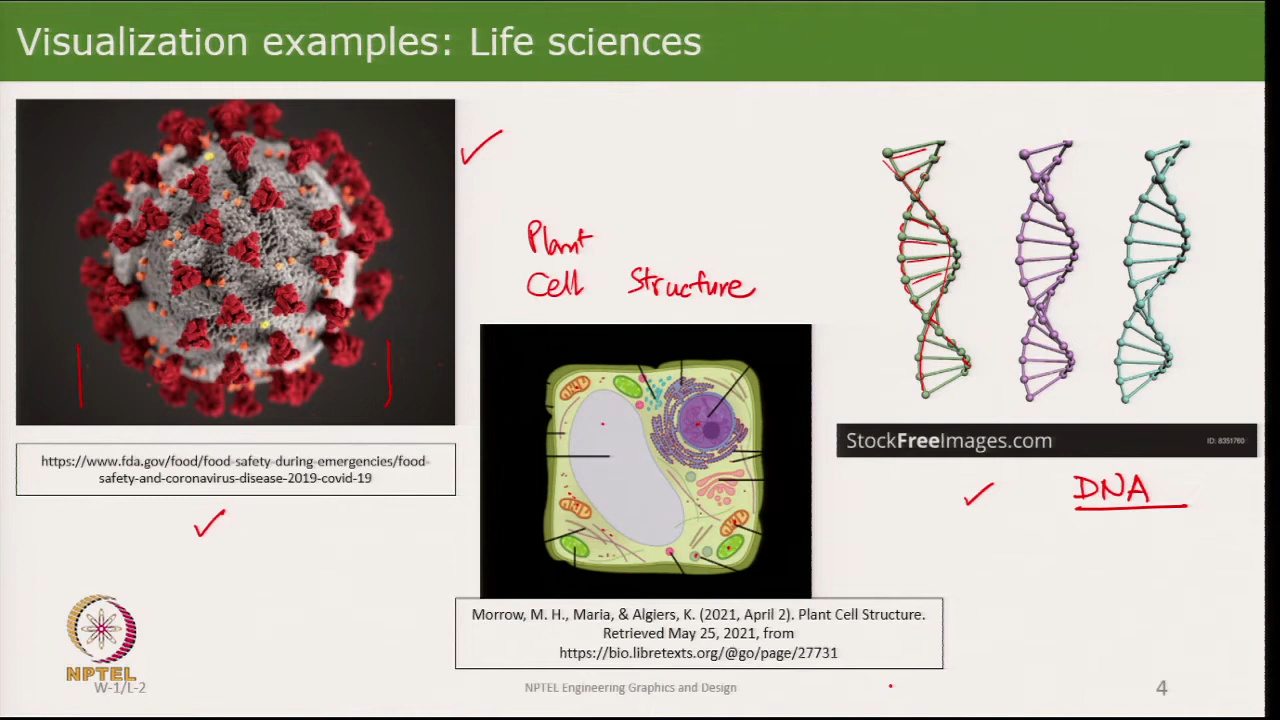 Visualization examples: Life sciences
Plant
Cell Structure
https://www.fda.gov/food/food-safety-during-emergencies/food-
safety-and-coronavirus-disease-2019-covid-19
StockFreeImages.com
ID: 8351760
DNA
Morrow, M. H., Maria, & Algiers, K. (2021, April 2). Plant Cell Structure.
Retrieved May 25, 2021, from
https://bio.libretexts.org/@go/page/27731
NPTEL
W-1/L-2
NPTEL Engineering Graphics and Design
4